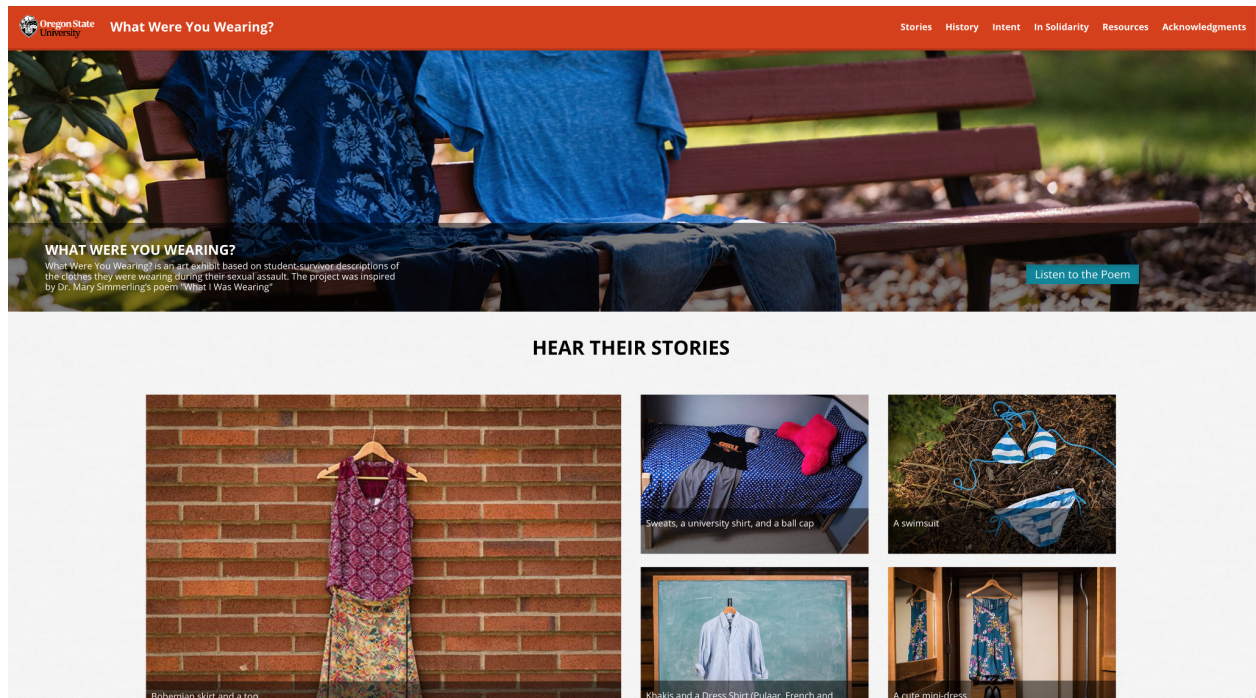 Oregon State
University
What Were You Wearing?
Stories History Intent In Solidarity Resources Acknowledgments
WHAT WERE YOU WEARING?
What Were You Wearing? is an art exhibit based on student-survivor descriptions of
the clothes they were wearing during their sexual assault. The project was inspired
by Dr. Mary Simmerling's poem "What I Was Wearing"
Listen to the Poem
HEAR THEIR STORIES
OSU
Sweats, a university shirt, and a ball cap
A swimsuit
Bohemian skirt and a top
Khakis and a Dress Shirt (Pulaar, French and
A cute mini-dress